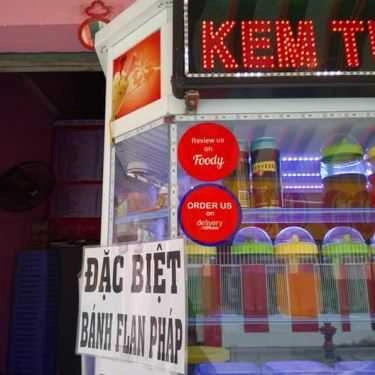 KEM T
Review us
on
Foody
ORDER US
on
delivery
ĐẶC BIỆT
BÁNH FLAN PHÁP